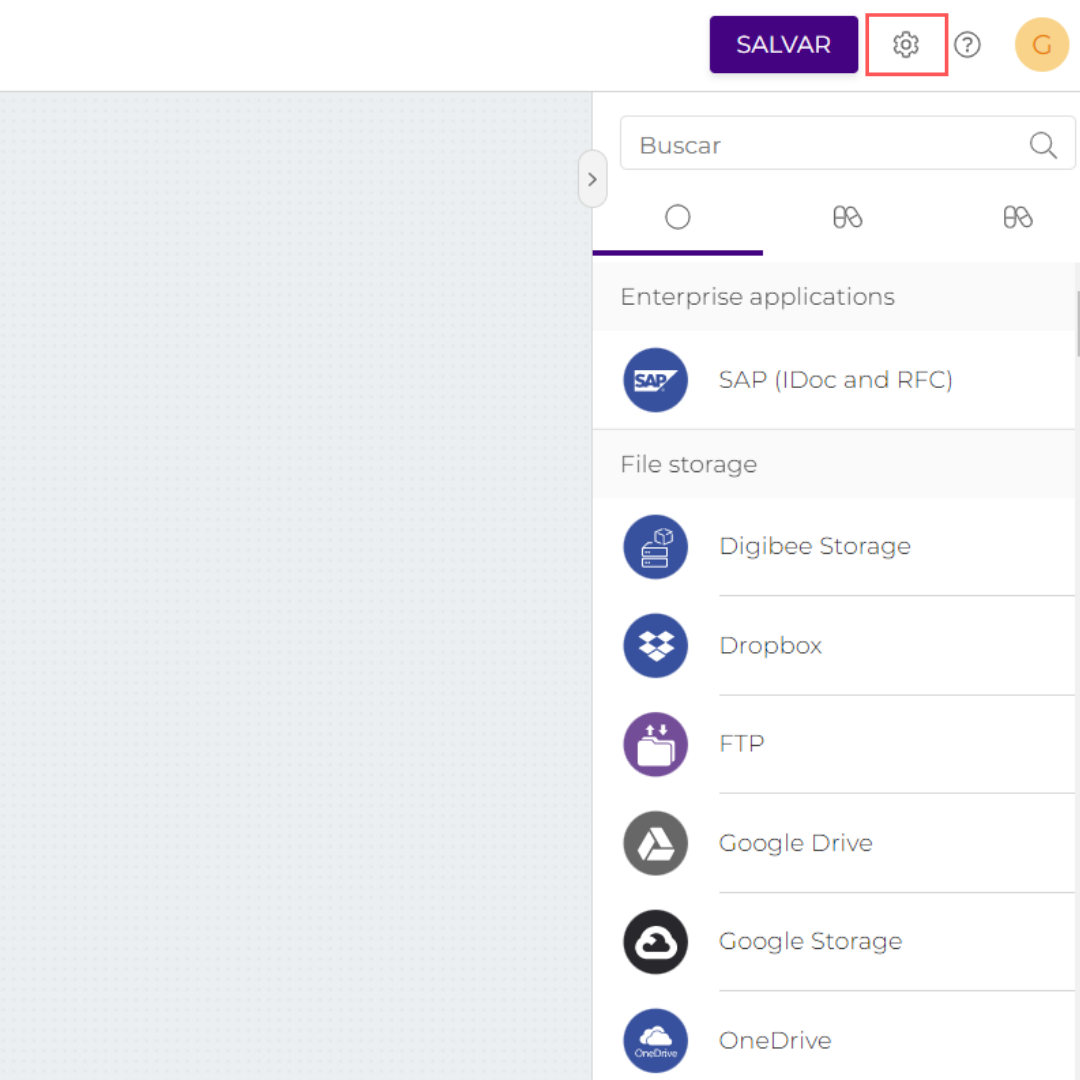 SALVAR
?
G
Buscar
Enterprise applications
SAP
SAP (IDoc and RFC)
File storage
Digibee Storage
Dropbox
FTP
Google Drive
Google Storage
OneDrive
OneDrive